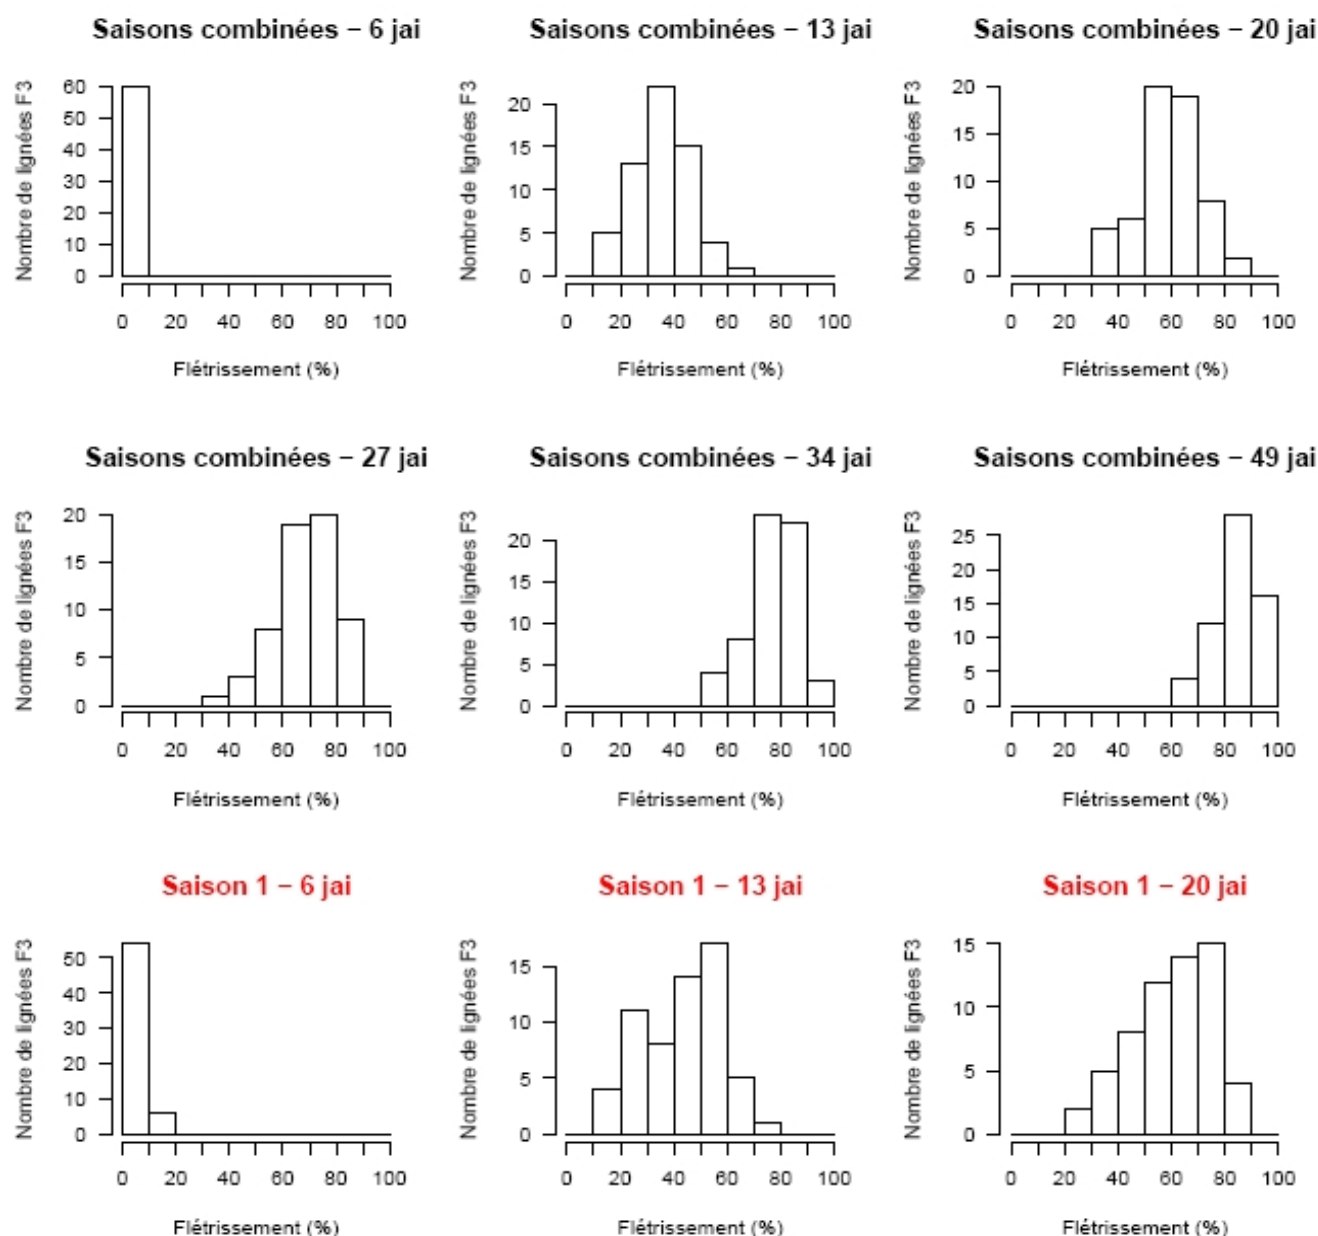 Saisons combinées – 6 jai
Saisons combinées – 13 jai
Saisons combinées – 20 jai
Nombre de lignées F3
60
50
40
30
20
10
0
0 20 40 60 80 100
Flétrissement (%)
Nombre de lignées F3
20
15
10
5
0
0 20 40 60 80 100
Flétrissement (%)
Nombre de lignées F3
20
15
10
5
0
0 20 40 60 80 100
Flétrissement (%)
Saisons combinées – 27 jai
Saisons combinées – 34 jai
Saisons combinées – 49 jai
Nombre de lignées F3
20
15
10
5
0
0 20 40 60 80 100
Flétrissement (%)
Nombre de lignées F3
20
15
10
5
0
0 20 40 60 80 100
Flétrissement (%)
Nombre de lignées F3
25
20
15
10
5
0
0 20 40 60 80 100
Flétrissement (%)
Saison 1 – 6 jai
Saison 1 – 13 jai
Saison 1 – 20 jai
Nombre de lignées F3
50
40
30
20
10
0
0 20 40 60 80 100
Flétrissement (%)
Nombre de lignées F3
15
10
5
0
0 20 40 60 80 100
Flétrissement (%)
Nombre de lignées F3
15
10
5
0
0 20 40 60 80 100
Flétrissement (%)